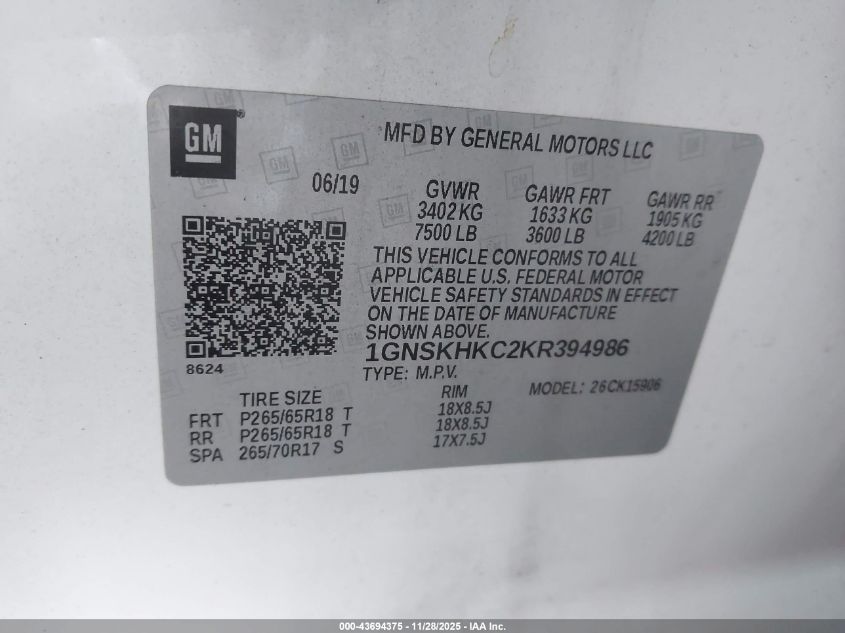 GM
MFD BY GENERAL MOTORS LLC
06/19
GVWR GAWR FRT GAWR RR
3402 KG 1633 KG 1905 KG
7500 LB 3600 LB 4200 LB
THIS VEHICLE CONFORMS TO ALL
APPLICABLE U.S. FEDERAL MOTOR
VEHICLE SAFETY STANDARDS IN EFFECT
ON THE DATE OF MANUFACTURE
SHOWN ABOVE.
1GNSKHKC2KR394986
8624
TYPE: M.P.V. MODEL: 26CK15906
TIRE SIZE RIM
FRT P265/65R18 T 18X8.5J
RR P265/65R18 T 18X8.5J
SPA 265/70R17 S 17X7.5J
000-43694375 - 11/28/2025 - IAA Inc.